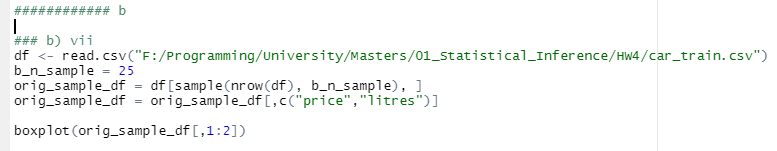 ############ b
### b) vii
df <- read.csv("F:/Programming/University/Masters/01_Statistical_Inference/HW4/car_train.csv")
b_n_sample = 25
orig_sample_df = df[sample(nrow(df), b_n_sample), ]
orig_sample_df = orig_sample_df[,c("price","litres")]
boxplot(orig_sample_df[,1:2])